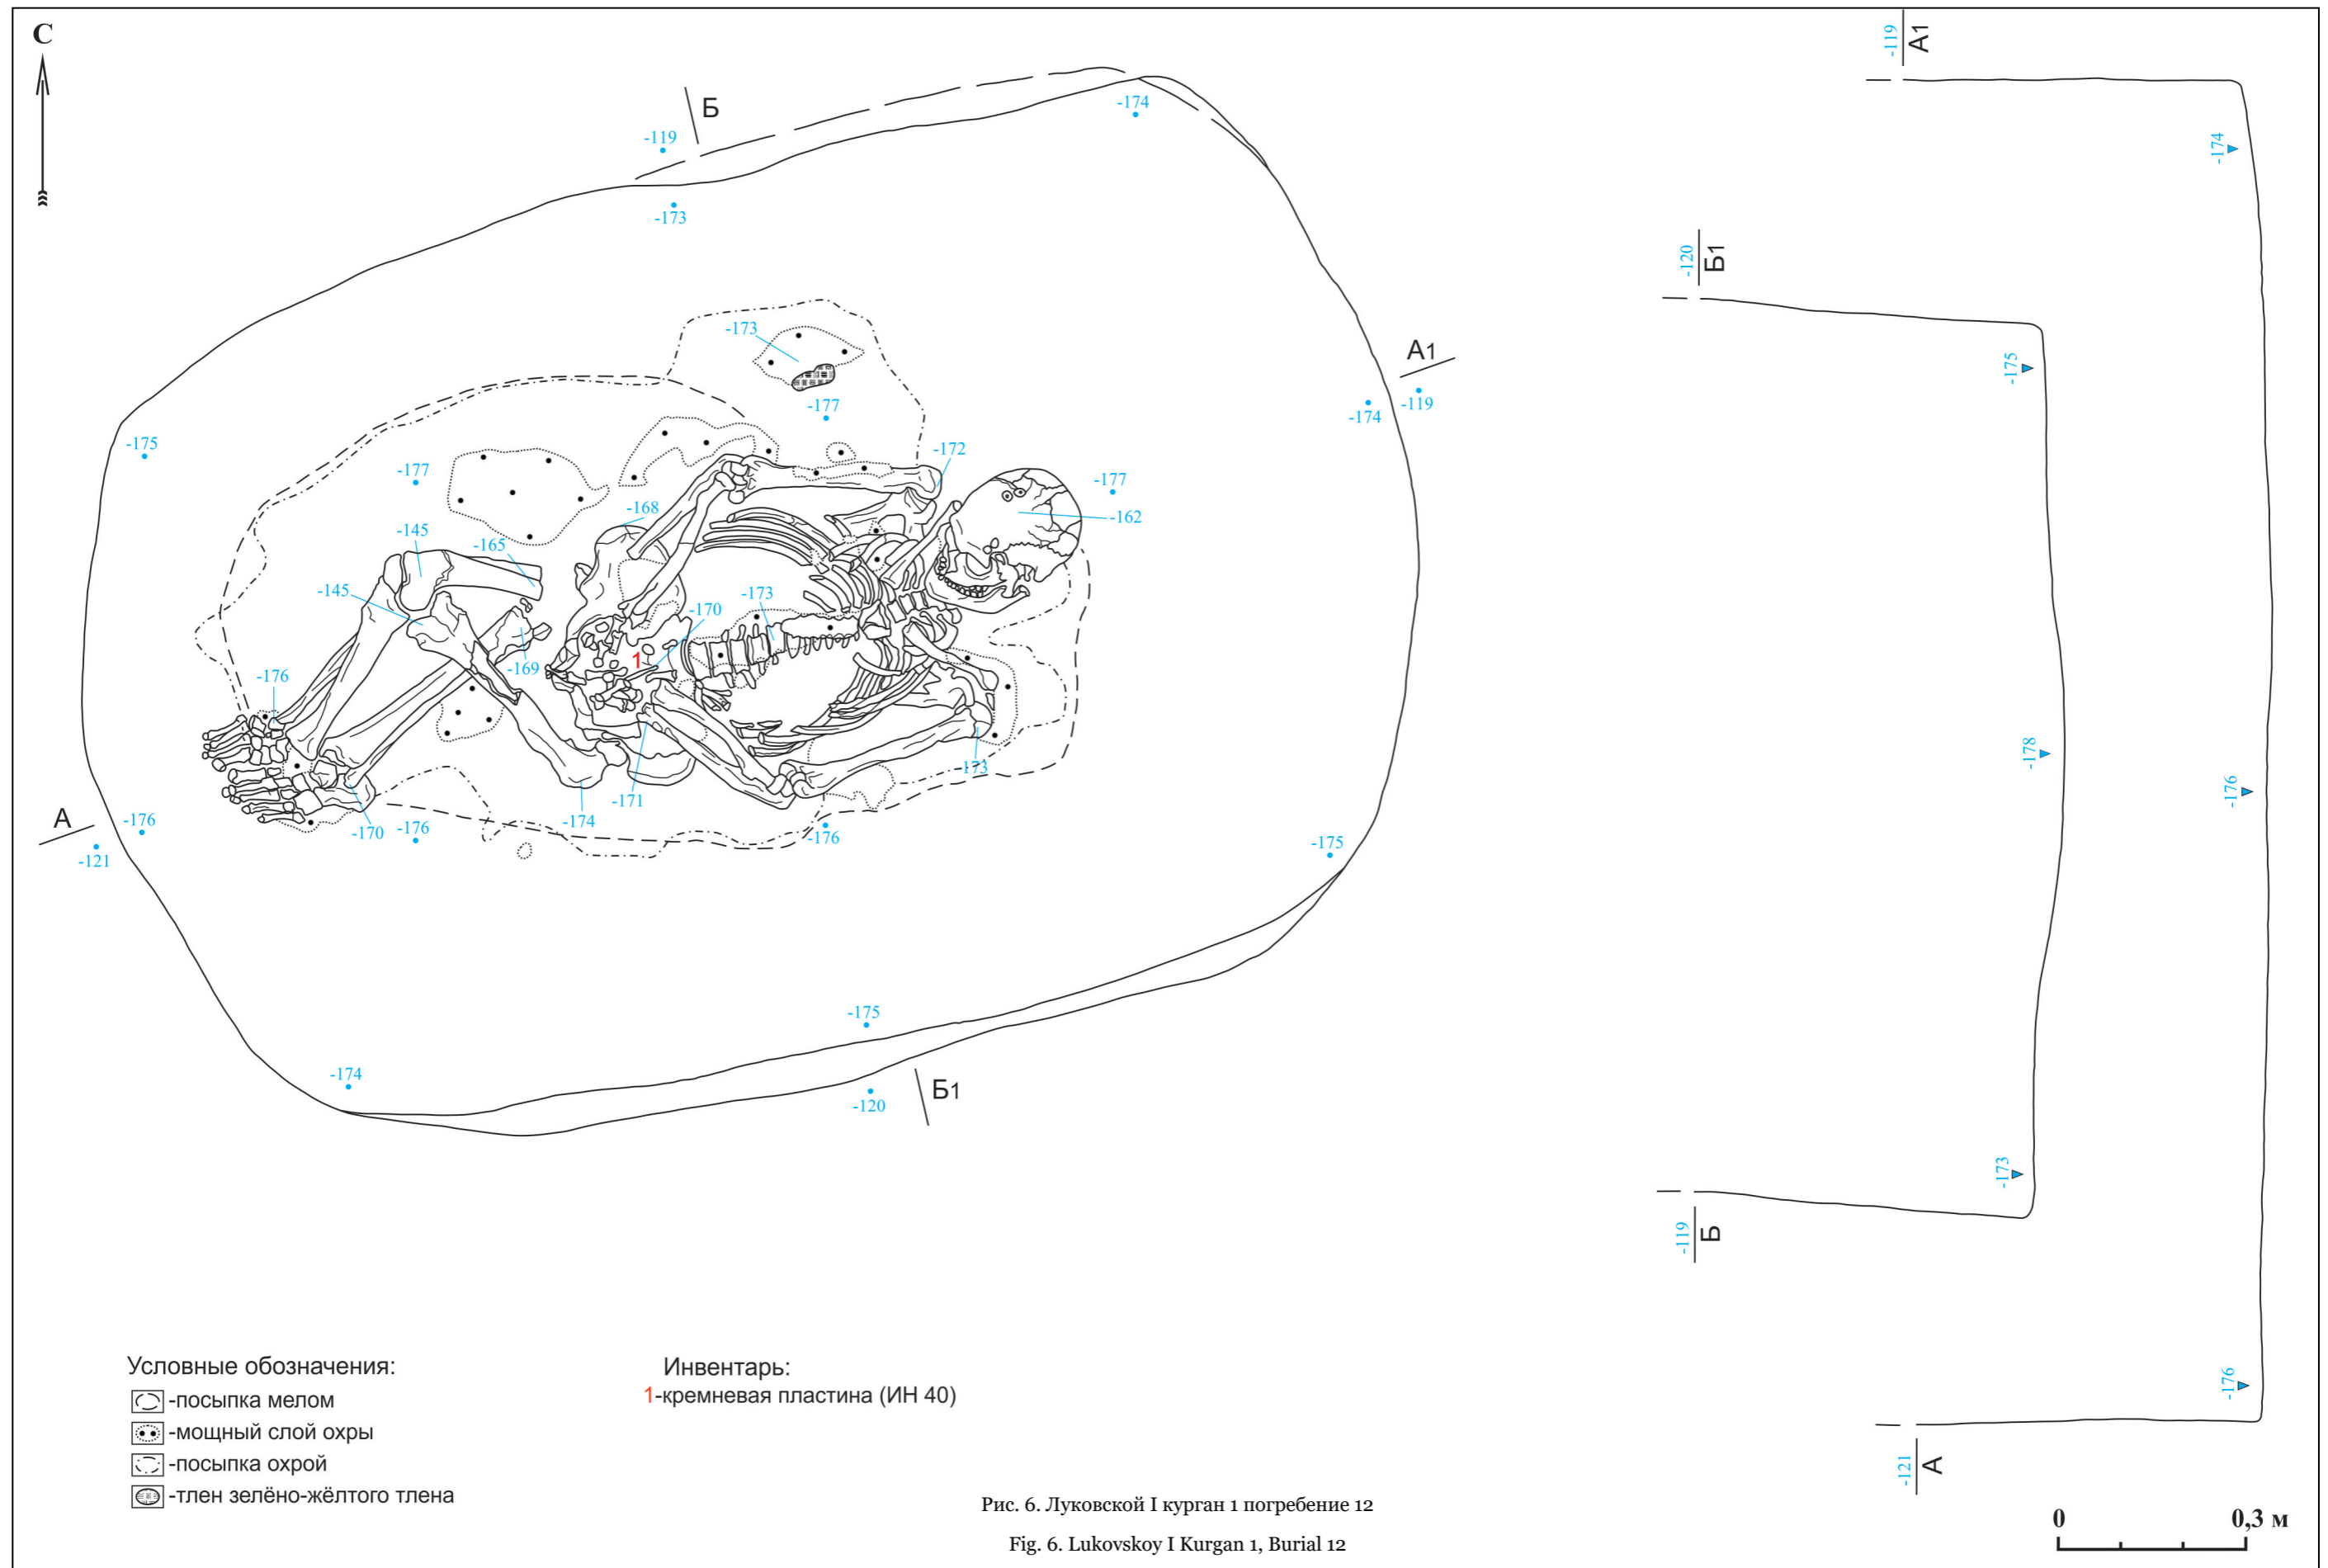 С
Б
-119
-173
-174
-173
-177
А1
-119
-174
-175
-177
-172
-177
-162
-168
-145
-165
-145
-173
-170
1
-169
-176
-173
-171
-174
-170
-176
-176
А
-176
-121
-175
-175
-174
Б1
-120
-119
А1
-174
-120
Б1
-175
-178
-176
-173
-119
Б
-176
-121
А
Условные обозначения:
-посыпка мелом
-мощный слой охры
-посыпка охрой
-тлен зелёно-жёлтого тлена
Инвентарь:
1-кремневая пластина (ИН 40)
Рис. 6. Луковской I курган 1 погребение 12
Fig. 6. Lukovskoy I Kurgan 1, Burial 12
0 0,3 м